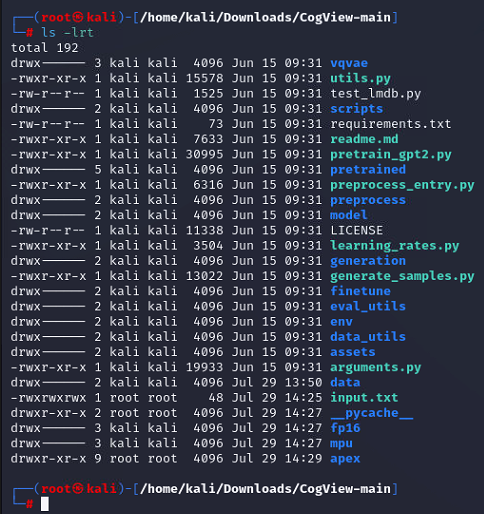 ┌──(root㉿kali)-[/home/kali/Downloads/CogView-main]
└─# ls -lrt
total 192
drwx------ 3 kali kali  4096 Jun 15 09:31 vqvae
-rwxr-xr-x 1 kali kali 15578 Jun 15 09:31 utils.py
-rw-r--r-- 1 kali kali  1525 Jun 15 09:31 test_lmdb.py
drwx------ 2 kali kali  4096 Jun 15 09:31 scripts
-rw-r--r-- 1 kali kali    73 Jun 15 09:31 requirements.txt
-rwxr-xr-x 1 kali kali  7633 Jun 15 09:31 readme.md
-rwxr-xr-x 1 kali kali 30995 Jun 15 09:31 pretrain_gpt2.py
drwx------ 5 kali kali  4096 Jun 15 09:31 pretrained
-rwxr-xr-x 1 kali kali  6316 Jun 15 09:31 preprocess_entry.py
drwx------ 2 kali kali  4096 Jun 15 09:31 preprocess
drwx------ 2 kali kali  4096 Jun 15 09:31 model
-rw-r--r-- 1 kali kali 11338 Jun 15 09:31 LICENSE
-rwxr-xr-x 1 kali kali  3504 Jun 15 09:31 learning_rates.py
drwx------ 2 kali kali  4096 Jun 15 09:31 generation
-rwxr-xr-x 1 kali kali 13022 Jun 15 09:31 generate_samples.py
drwx------ 2 kali kali  4096 Jun 15 09:31 finetune
drwx------ 2 kali kali  4096 Jun 15 09:31 eval_utils
drwx------ 2 kali kali  4096 Jun 15 09:31 env
drwx------ 2 kali kali  4096 Jun 15 09:31 data_utils
drwx------ 2 kali kali  4096 Jun 15 09:31 assets
-rwxr-xr-x 1 kali kali 19933 Jun 15 09:31 arguments.py
drwx------ 2 kali kali  4096 Jul 29 13:50 data
-rwxrwxrwx 1 root root    48 Jul 29 14:25 input.txt
drwxr-xr-x 2 root root  4096 Jul 29 14:27 __pycache__
drwx------ 3 kali kali  4096 Jul 29 14:27 fp16
drwx------ 3 kali kali  4096 Jul 29 14:27 mpu
drwxr-xr-x 9 root root  4096 Jul 29 14:29 apex
┌──(root㉿kali)-[/home/kali/Downloads/CogView-main]
└─#